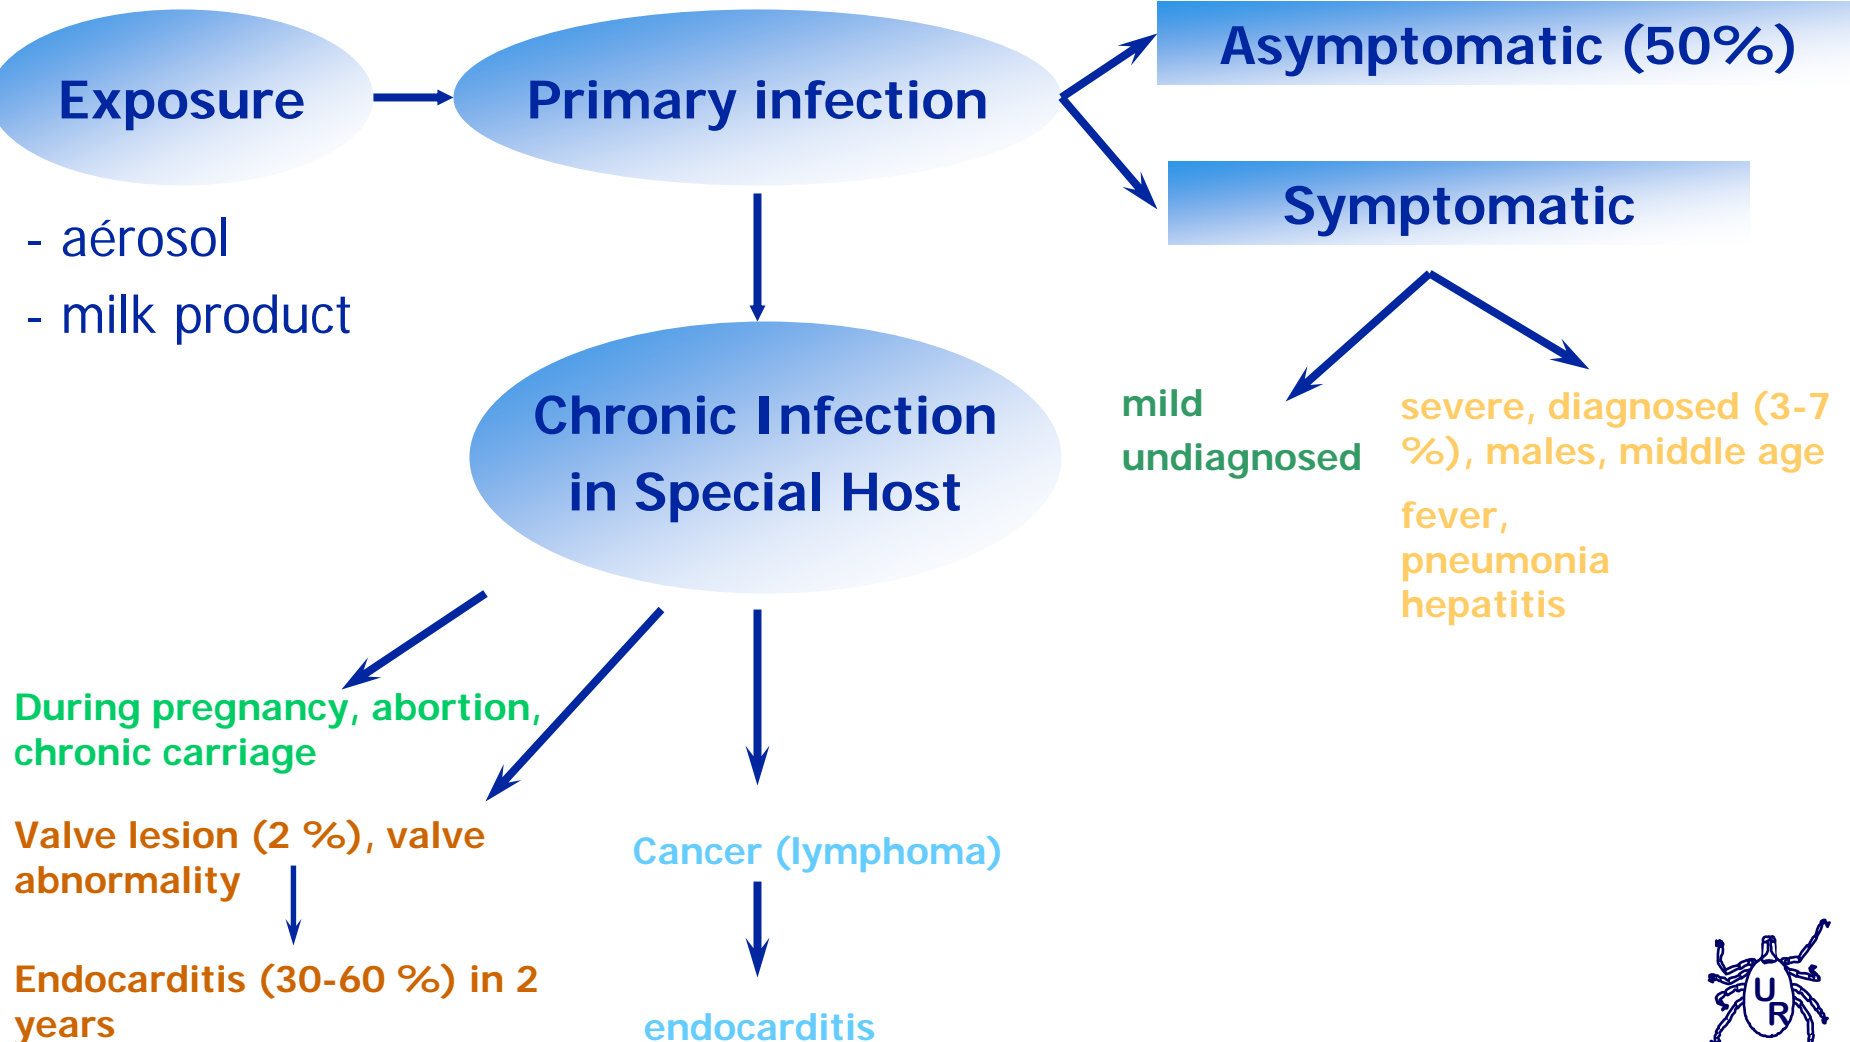 Exposure
- aérosol
- milk product
Primary infection
Asymptomatic (50%)
Symptomatic
mild
undiagnosed
severe, diagnosed (3-7
%), males, middle age
fever,
pneumonia
hepatitis
Chronic Infection
in Special Host
During pregnancy, abortion,
chronic carriage
Valve lesion (2 %), valve
abnormality
Endocarditis (30-60 %) in 2
years
Cancer (lymphoma)
endocarditis
U
R